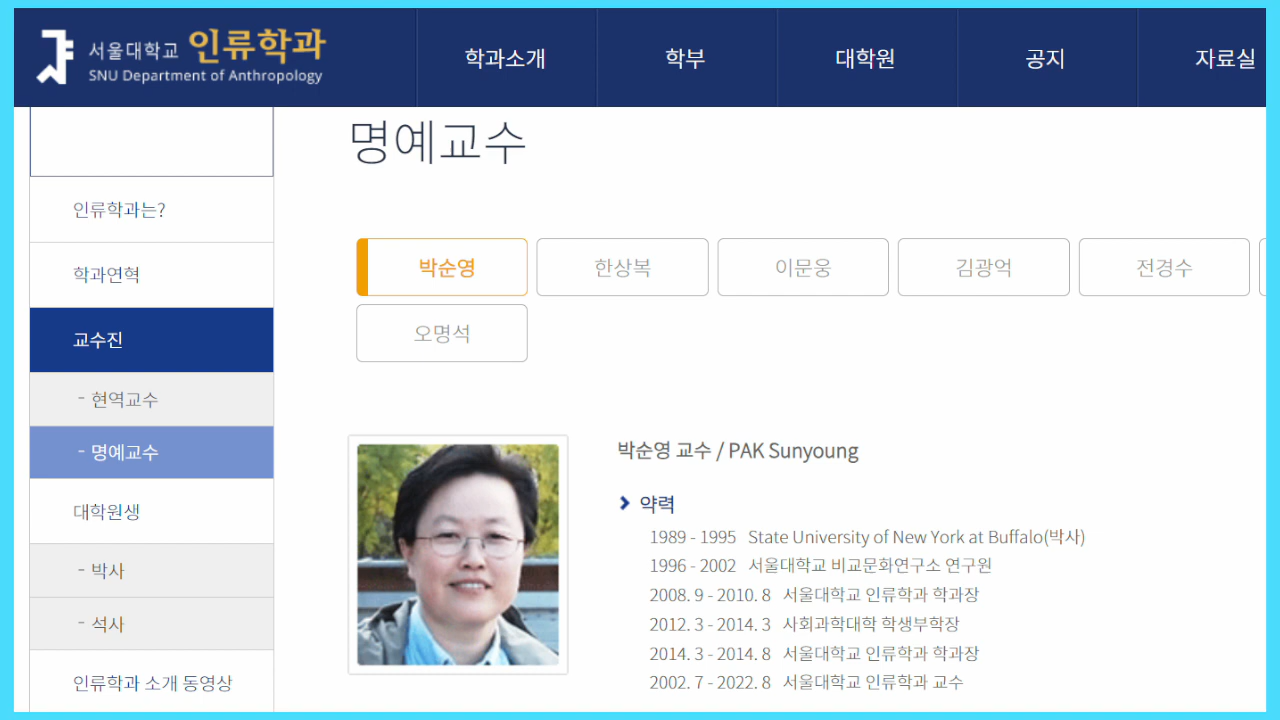 서울대학교 인류학과
SNU Department of Anthropology
학과소개
학부
대학원
공지
자료실
인류학과는?
학과연혁
교수진
- 현역교수
- 명예교수
대학원생
- 박사
- 석사
인류학과 소개 동영상
명예교수
박순영
한상복
이문웅
김광억
전경수
오명석
박순영 교수 / PAK Sunyoung
약력
1989 - 1995 State University of New York at Buffalo(박사)
1996 - 2002 서울대학교 비교문화연구소 연구원
2008. 9 - 2010. 8 서울대학교 인류학과 학과장
2012. 3 - 2014. 3 사회과학대학 학생부학장
2014. 3 - 2014. 8 서울대학교 인류학과 학과장
2002. 7 - 2022. 8 서울대학교 인류학과 교수